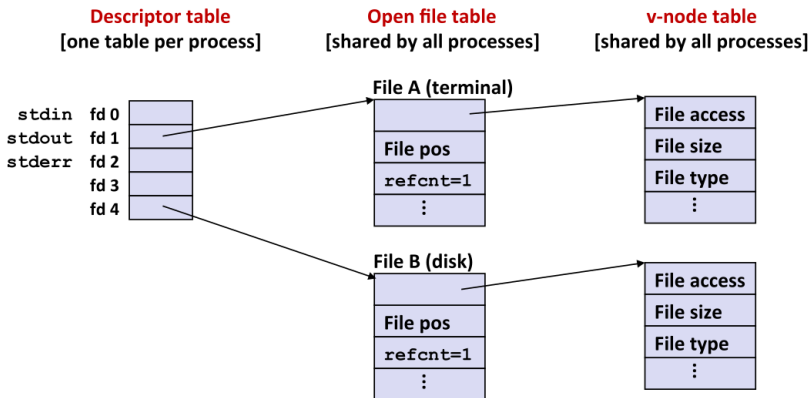 Descriptor table
[one table per process]
Open file table
[shared by all processes]
v-node table
[shared by all processes]
stdin fd 0
stdout fd 1
stderr fd 2
fd 3
fd 4
File A (terminal)
File pos
refcnt=1
⋮
File access
File size
File type
⋮
File B (disk)
File pos
refcnt=1
⋮
File access
File size
File type
⋮